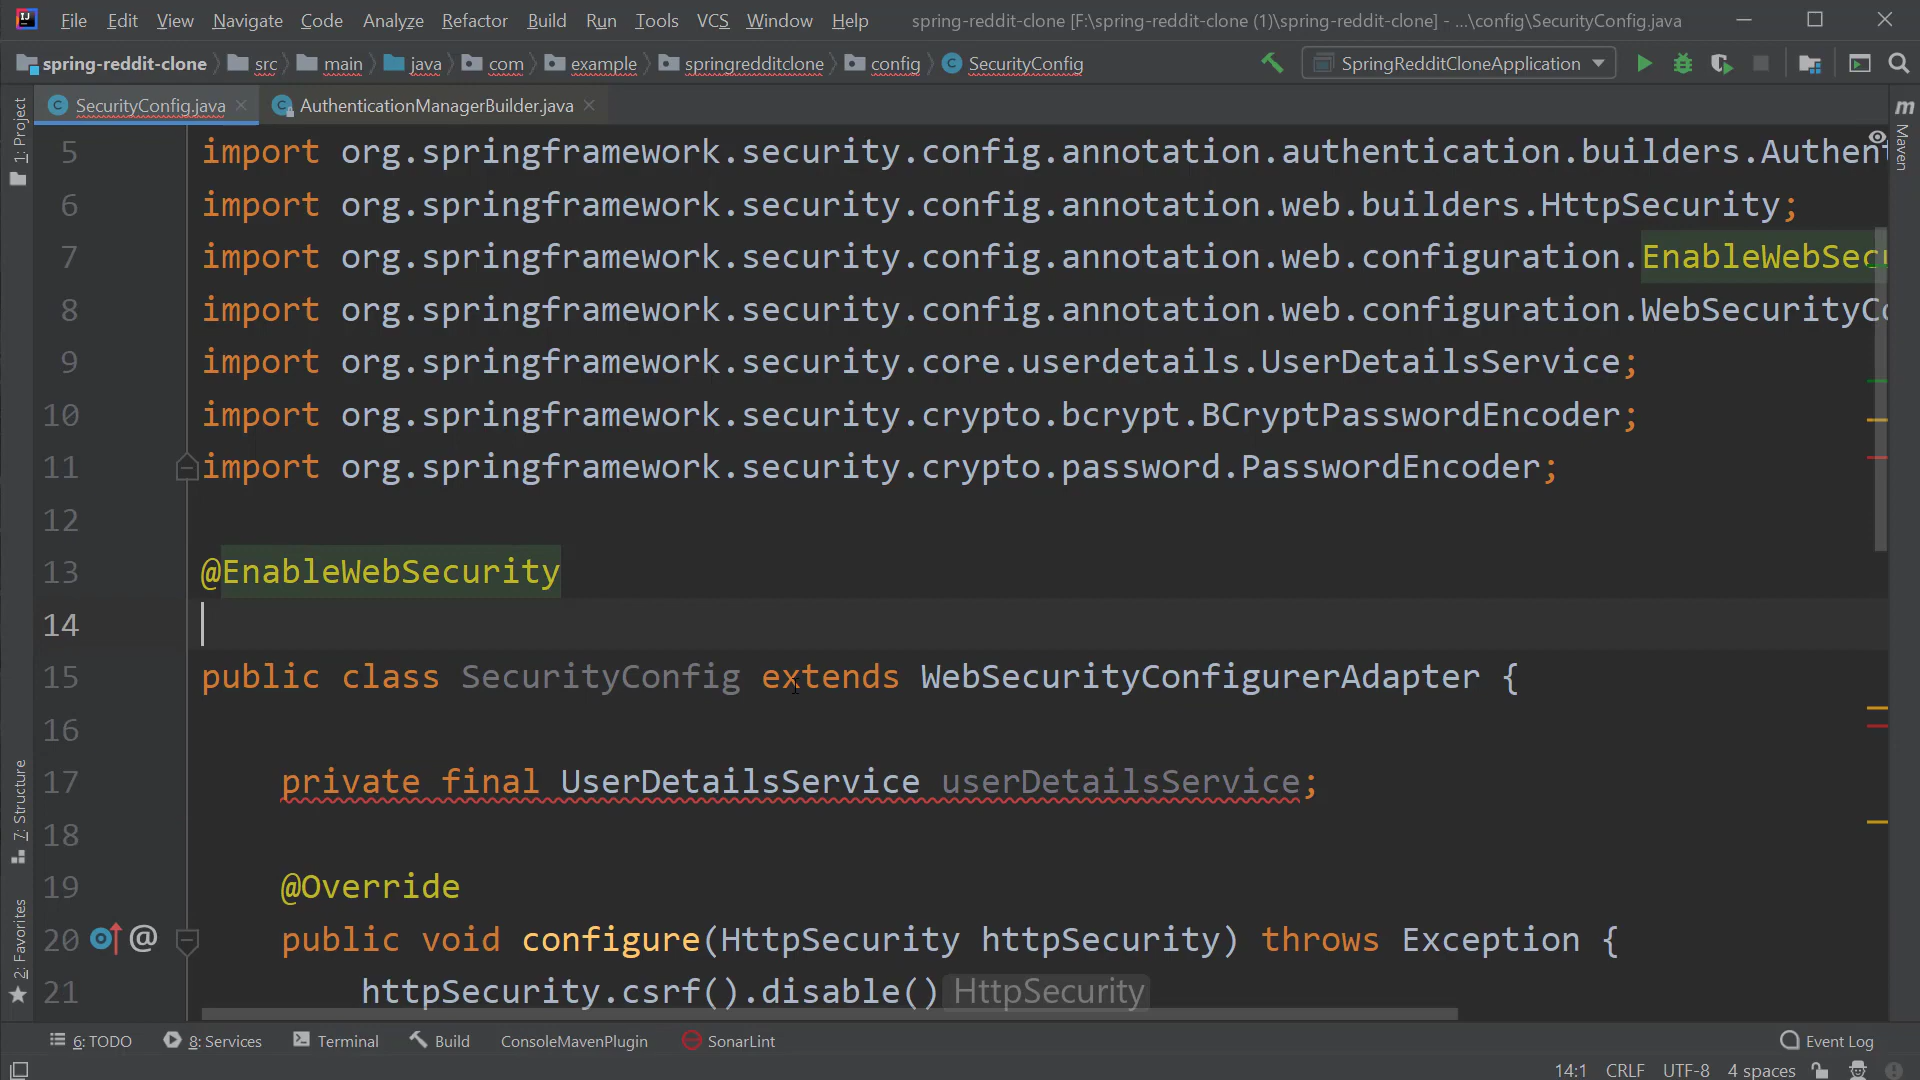 File Edit View Navigate Code Analyze Refactor Build Run Tools VCS Window Help spring-reddit-clone [F:\spring-reddit-clone (1)\spring-reddit-clone] - ...\config\SecurityConfig.java
spring-reddit-clone src main java com example springredditclone config SecurityConfig SpringRedditCloneApplication
SecurityConfig.java AuthenticationManagerBuilder.java
1: Project
Maven
5 import org.springframework.security.config.annotation.authentication.builders.Authent
6 import org.springframework.security.config.annotation.web.builders.HttpSecurity;
7 import org.springframework.security.config.annotation.web.configuration.EnableWebSecu
8 import org.springframework.security.config.annotation.web.configuration.WebSecurityCo
9 import org.springframework.security.core.userdetails.UserDetailsService;
10 import org.springframework.security.crypto.bcrypt.BCryptPasswordEncoder;
11 import org.springframework.security.crypto.password.PasswordEncoder;
12
13 @EnableWebSecurity
14
15 public class SecurityConfig extends WebSecurityConfigurerAdapter {
16
17 private final UserDetailsService userDetailsService;
18
19 @Override
20 public void configure(HttpSecurity httpSecurity) throws Exception {
21 httpSecurity.csrf().disable() HttpSecurity
7: Structure
2: Favorites
6: TODO 8: Services Terminal Build ConsoleMavenPlugin SonarLint Event Log
14:1 CRLF UTF-8 4 spaces